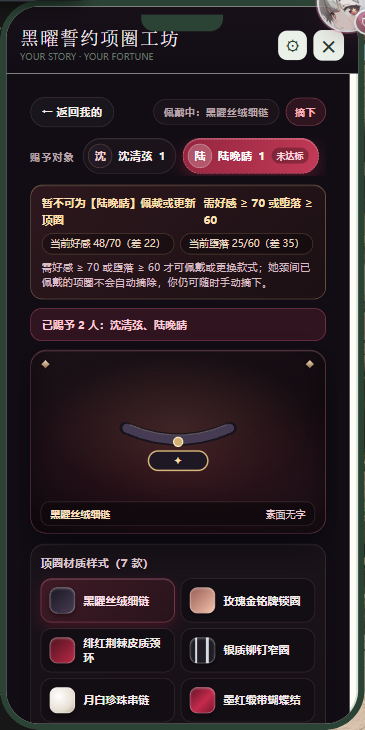 黑曜誓约项圈工坊
YOUR STORY · YOUR FORTUNE
← 返回我的
佩戴中：黑曜丝绒细链
摘下
赐予对象
沈 沈清弦 1
陆 陆晚晴 1 未达标
暂不可为【陆晚晴】佩戴或更新项圈
需好感 ≥ 70 或堕落 ≥ 60
当前好感 48/70（差 22）
当前堕落 25/60（差 35）
需好感 ≥ 70 或堕落 ≥ 60 才可佩戴或更换款式；她颈间已
佩戴的项圈不会自动摘除，你仍可随时手动摘下。
已赐予 2 人：沈清弦、陆晚晴
黑曜丝绒细链
素面无字
项圈材质样式（7 款）
黑曜丝绒细链
玫瑰金铭牌锁圈
绯红荆棘皮质颈环
银质铆钉窄圈
月白珍珠串链
墨红缎带蝴蝶结